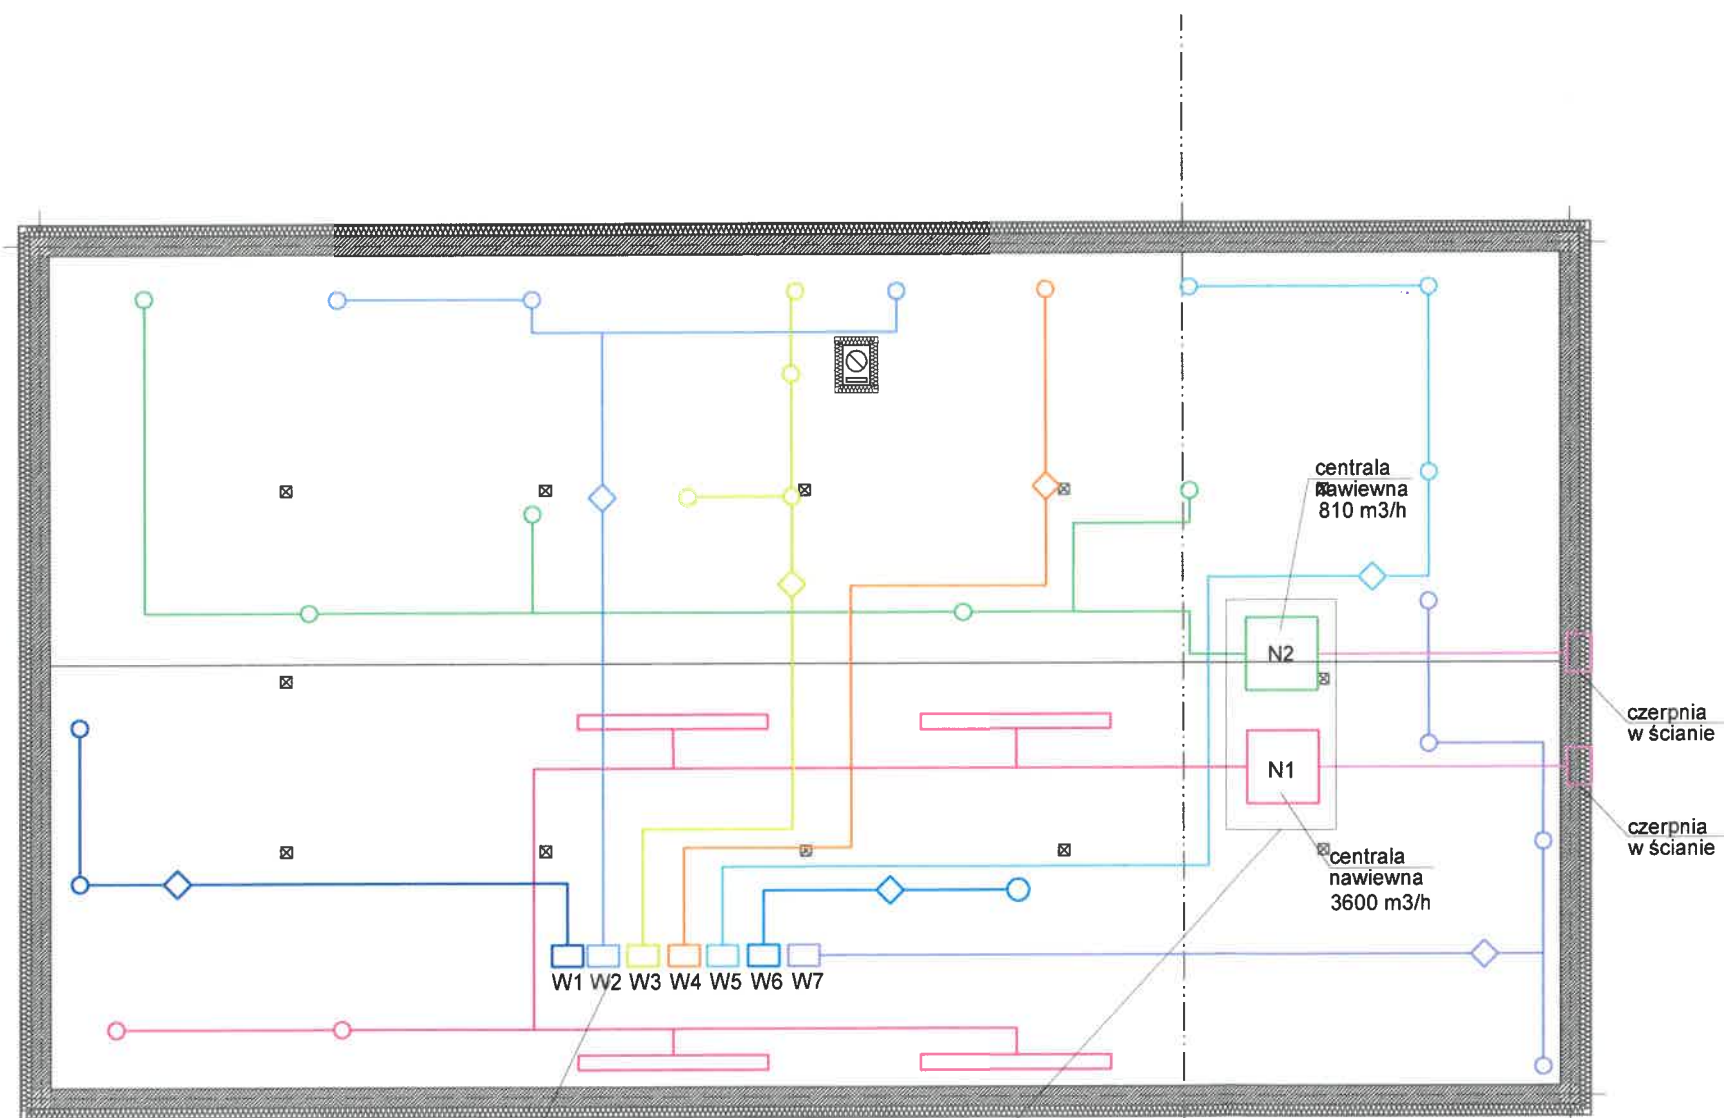 centrala
nawiewna
810 m3/h
N2
czerpnia
w ścianie
N1
czerpnia
w ścianie
centrala
nawiewna
3600 m3/h
W1 W2 W3 W4 W5 W6 W7